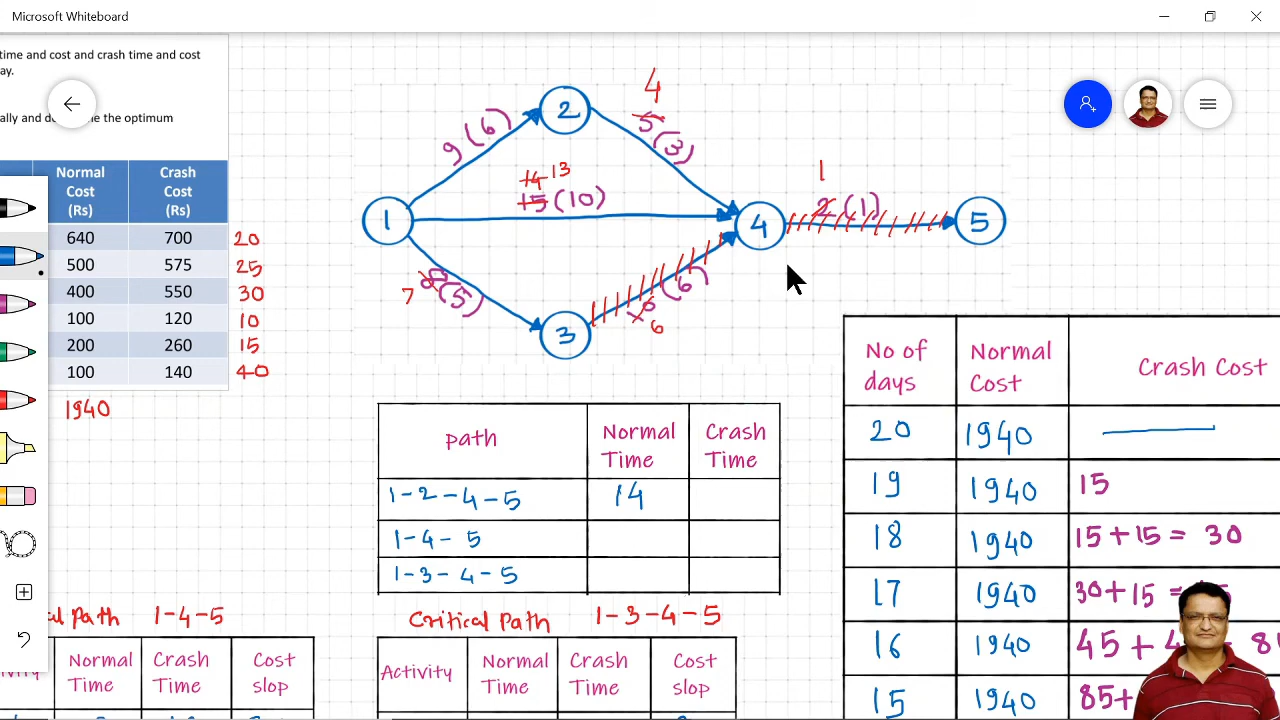 Microsoft Whiteboard
time and cost and crash time and cost
ay.
ally and de
me the optimum
Normal Cost (Rs) Crash Cost (Rs)
640 700 20
500 575 25
400 550 30
100 120 10
200 260 15
100 140 40
1940
1
2
3
4
5
9 (6)
4
5 (3)
14 13
15 (10)
1
2 (1)
7 8 (5)
(6)
6
path Normal Time Crash Time
1-2-4-5 14
1-4-5
1-3-4-5
No of days Normal Cost Crash Cost
20 1940 —
19 1940 15
18 1940 15+15= 30
17 1940 30+15 =
16 1940 45 + 4
15 1940 85+
al Path 1-4-5
Normal Time Crash Time Cost slop
Critical Path 1-3-4-5
Activity Normal Time Crash Time Cost slop